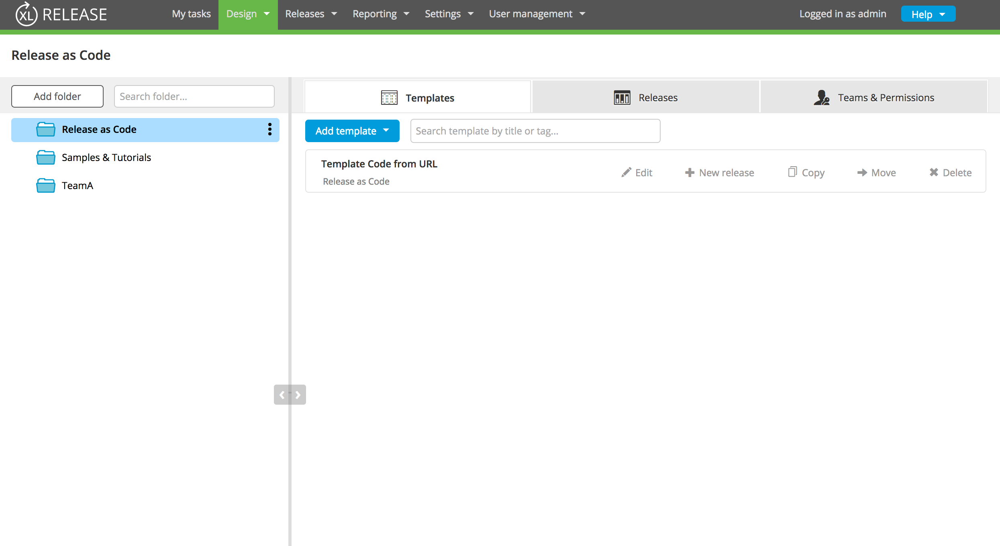 XL RELEASE My tasks Design Releases Reporting Settings User management Logged in as admin Help
Release as Code
Add folder Search folder...
Templates Releases Teams & Permissions
Release as Code
Samples & Tutorials
TeamA
Add template Search template by title or tag...
Template Code from URL
Release as Code
Edit New release Copy Move Delete